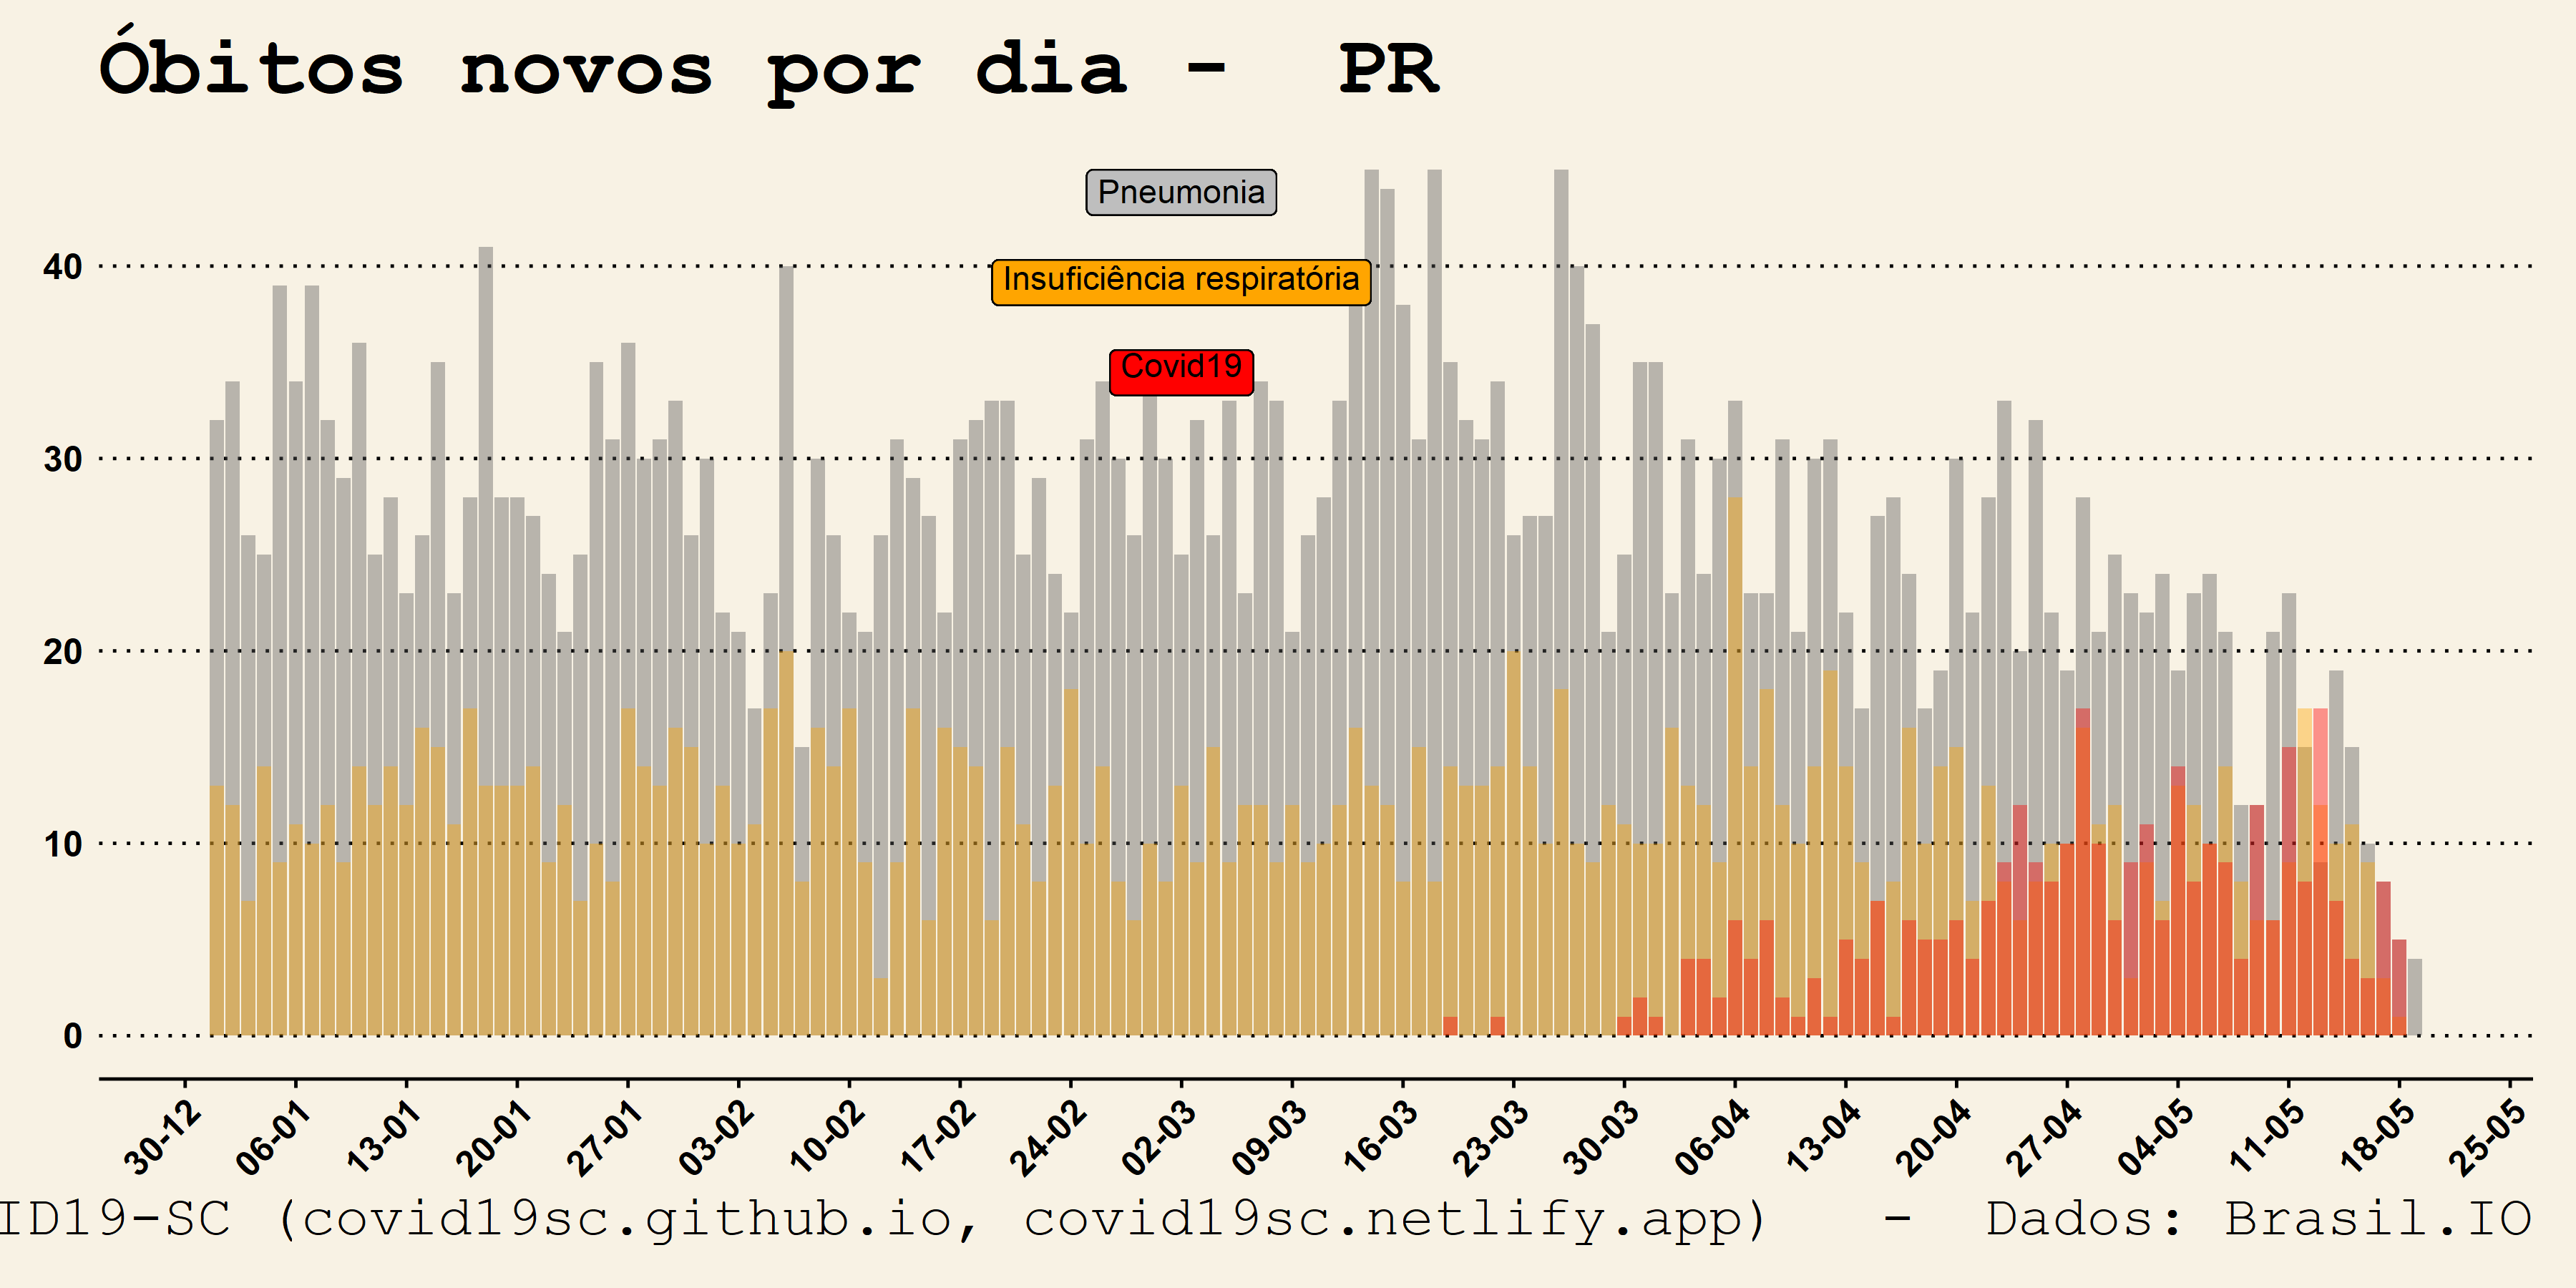 Óbitos novos por dia - PR
Pneumonia
40
Insuficiência respiratória
Covid19
30
20
10
0
30-12 06-01 13-01 20-01 27-01 03-02 10-02 17-02 24-02 02-03 09-03 16-03 23-03 30-03 06-04 13-04 20-04 27-04 04-05 11-05 18-05 25-05
ID19-SC (covid19sc.github.io, covid19sc.netlify.app) - Dados: Brasil.IO